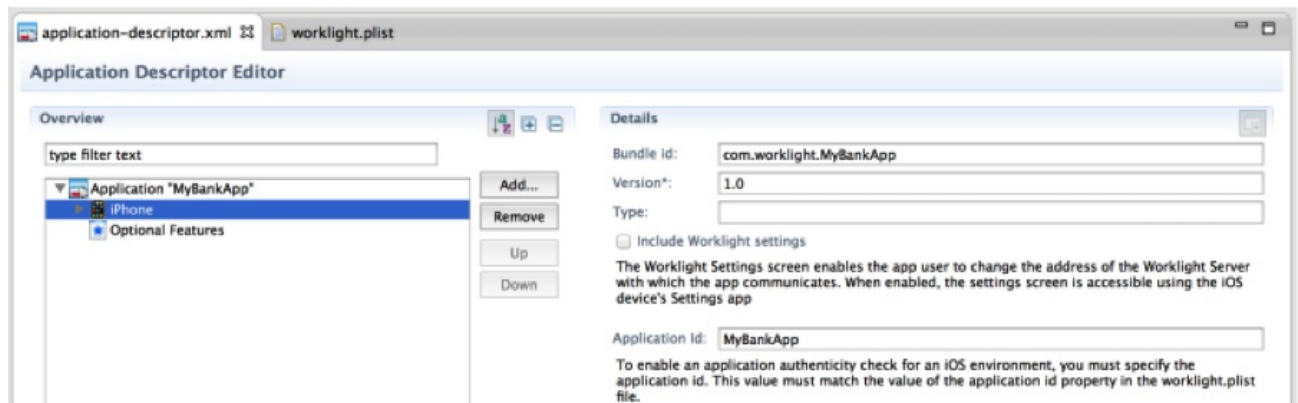 application-descriptor.xml worklight.plist
Application Descriptor Editor
Overview
type filter text
Application "MyBankApp"
iPhone
Optional Features
Add...
Remove
Up
Down
Details
Bundle id: com.worklight.MyBankApp
Version*: 1.0
Type:
Include Worklight settings
The Worklight Settings screen enables the app user to change the address of the Worklight Server
with which the app communicates. When enabled, the settings screen is accessible using the iOS
device's Settings app
Application Id: MyBankApp
To enable an application authenticity check for an iOS environment, you must specify the
application id. This value must match the value of the application id property in the worklight.plist
file.